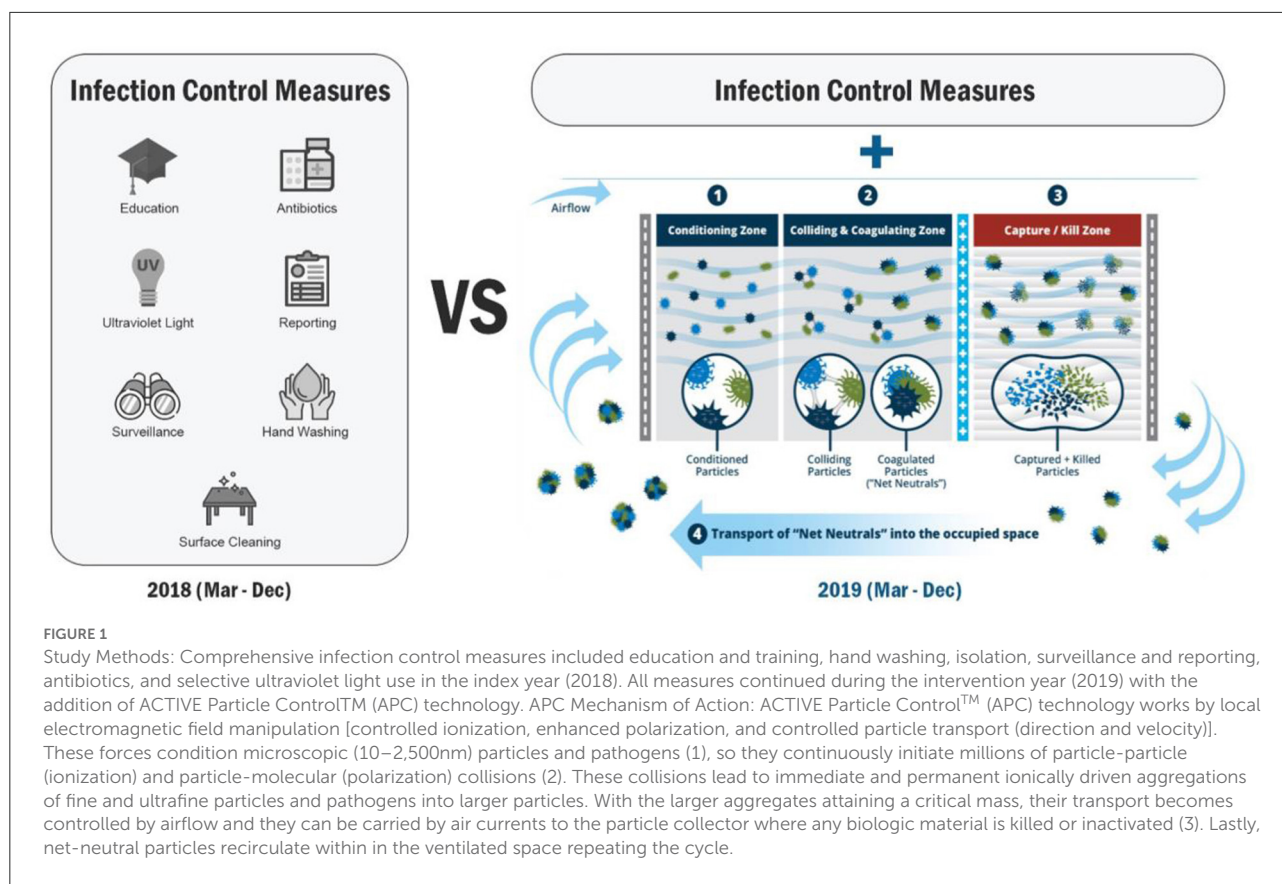 Infection Control Measures
Education
Antibiotics
UV
Ultraviolet Light
Reporting
Surveillance
Hand Washing
Surface Cleaning
2018 (Mar - Dec)
VS
Infection Control Measures
+
Airflow
1
2
3
Conditioning Zone
Colliding & Coagulating Zone
Capture / Kill Zone
Conditioned
Particles
Colliding
Particles
Coagulated
Particles
("Net Neutrals")
Captured + Killed
Particles
4 Transport of "Net Neutrals" into the occupied space
2019 (Mar - Dec)
FIGURE 1
Study Methods: Comprehensive infection control measures included education and training, hand washing, isolation, surveillance and reporting,
antibiotics, and selective ultraviolet light use in the index year (2018). All measures continued during the intervention year (2019) with the
addition of ACTIVE Particle ControlTM (APC) technology. APC Mechanism of Action: ACTIVE Particle Control™ (APC) technology works by local
electromagnetic field manipulation [controlled ionization, enhanced polarization, and controlled particle transport (direction and velocity)].
These forces condition microscopic (10–2,500nm) particles and pathogens (1), so they continuously initiate millions of particle-particle
(ionization) and particle-molecular (polarization) collisions (2). These collisions lead to immediate and permanent ionically driven aggregations
of fine and ultrafine particles and pathogens into larger particles. With the larger aggregates attaining a critical mass, their transport becomes
controlled by airflow and they can be carried by air currents to the particle collector where any biologic material is killed or inactivated (3). Lastly,
net-neutral particles recirculate within in the ventilated space repeating the cycle.